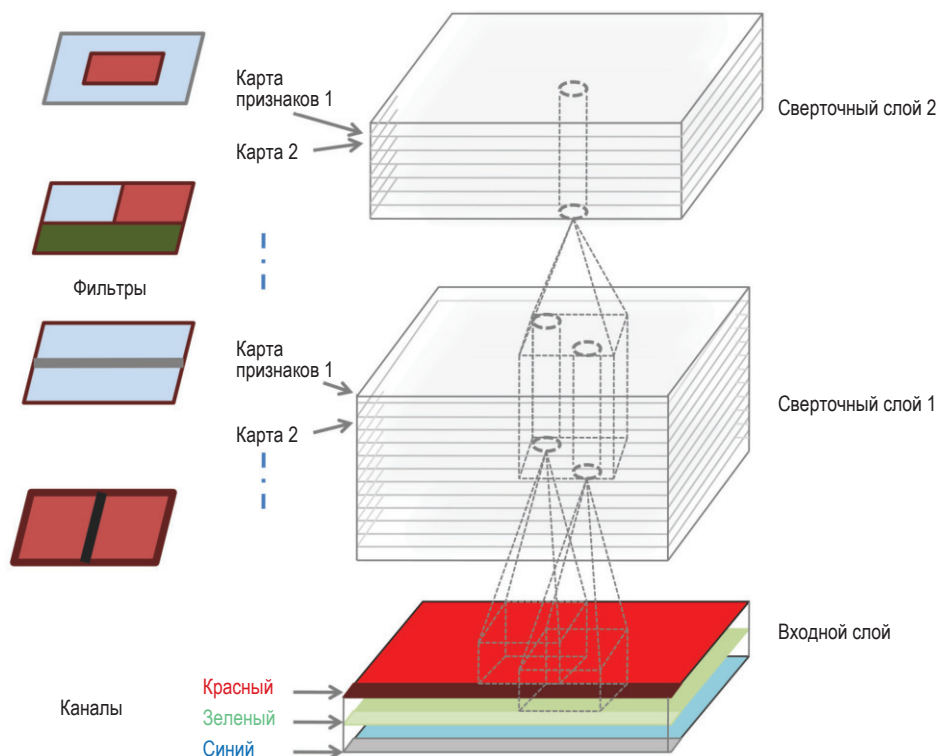 Карта
признаков 1
Карта 2
Сверточный слой 2
Фильтры
Карта
признаков 1
Карта 2
Сверточный слой 1
Входной слой
Каналы
Красный
Зеленый
Синий